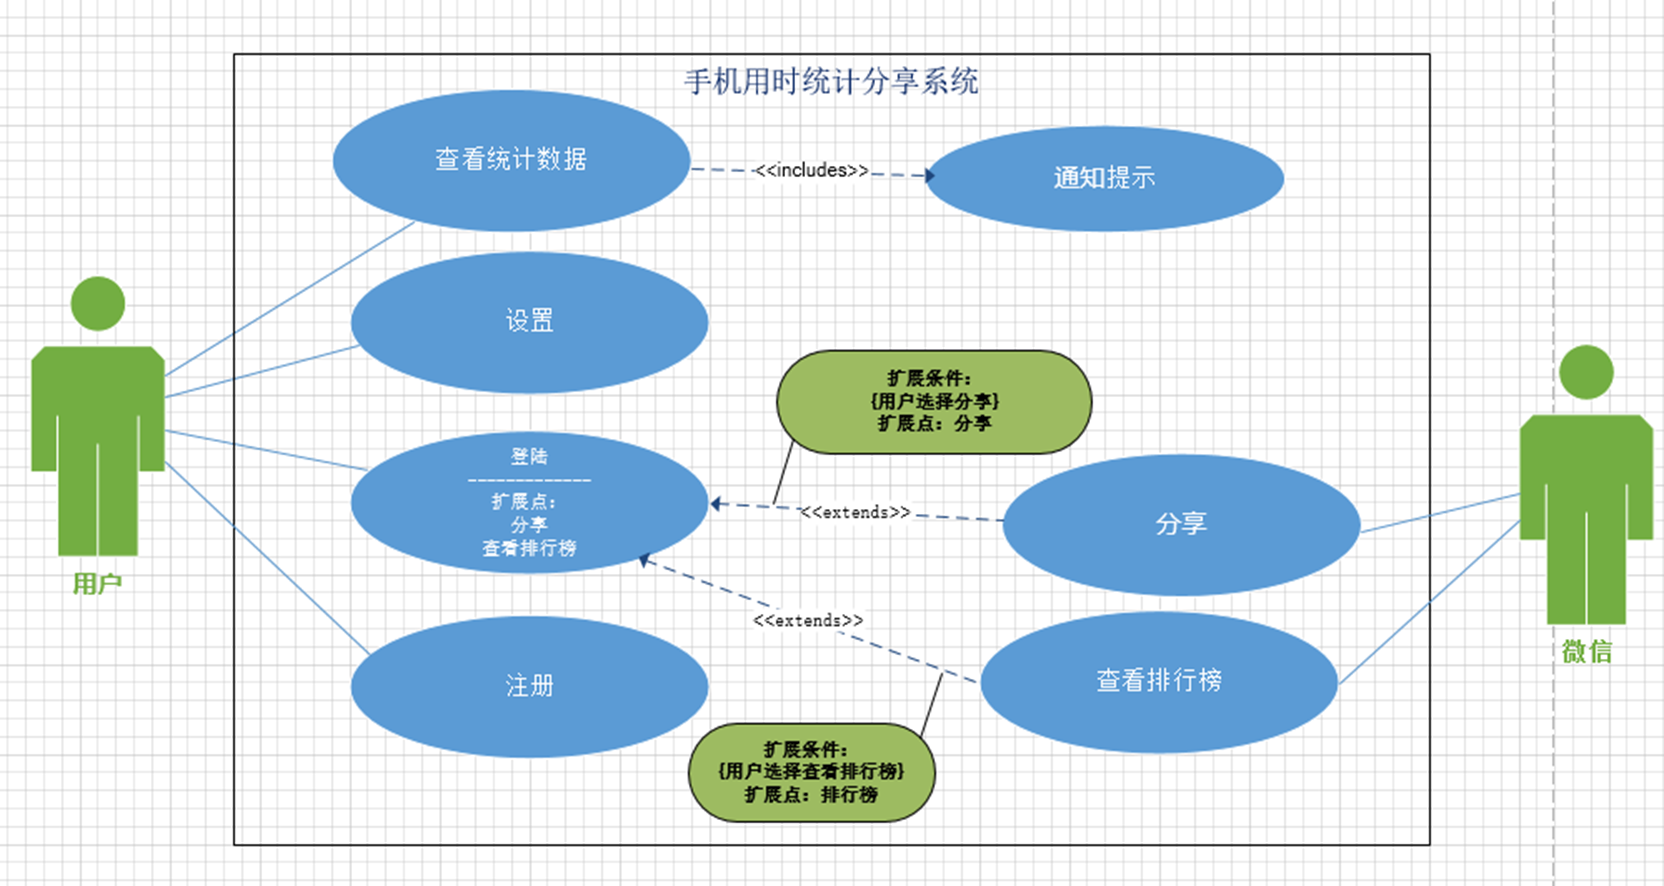 手机用时统计分享系统
查看统计数据
<<includes>>
通知提示
设置
扩展条件：
{用户选择分享}
扩展点：分享
登陆
-------------
扩展点：
分享
查看排行榜
<<extends>>
分享
用户
<<extends>>
微信
注册
查看排行榜
扩展条件：
{用户选择查看排行榜}
扩展点：排行榜